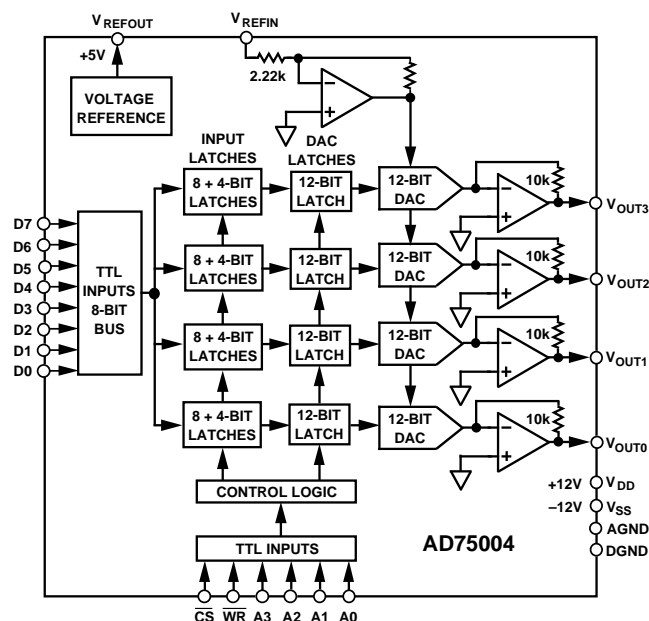 V REFOUT
V REFIN
+5V
2.22k
VOLTAGE
REFERENCE
INPUT
LATCHES
DAC
LATCHES
8 + 4-BIT
LATCHES
12-BIT
LATCH
12-BIT
DAC
10k
VOUT3
D7
D6
D5
D4
D3
D2
D1
D0
TTL
INPUTS
8-BIT
BUS
8 + 4-BIT
LATCHES
12-BIT
LATCH
12-BIT
DAC
10k
VOUT2
8 + 4-BIT
LATCHES
12-BIT
LATCH
12-BIT
DAC
10k
VOUT1
8 + 4-BIT
LATCHES
12-BIT
LATCH
12-BIT
DAC
10k
VOUT0
+12V VDD
–12V VSS
AGND
DGND
CONTROL LOGIC
TTL INPUTS
AD75004
CS WR A3 A2 A1 A0